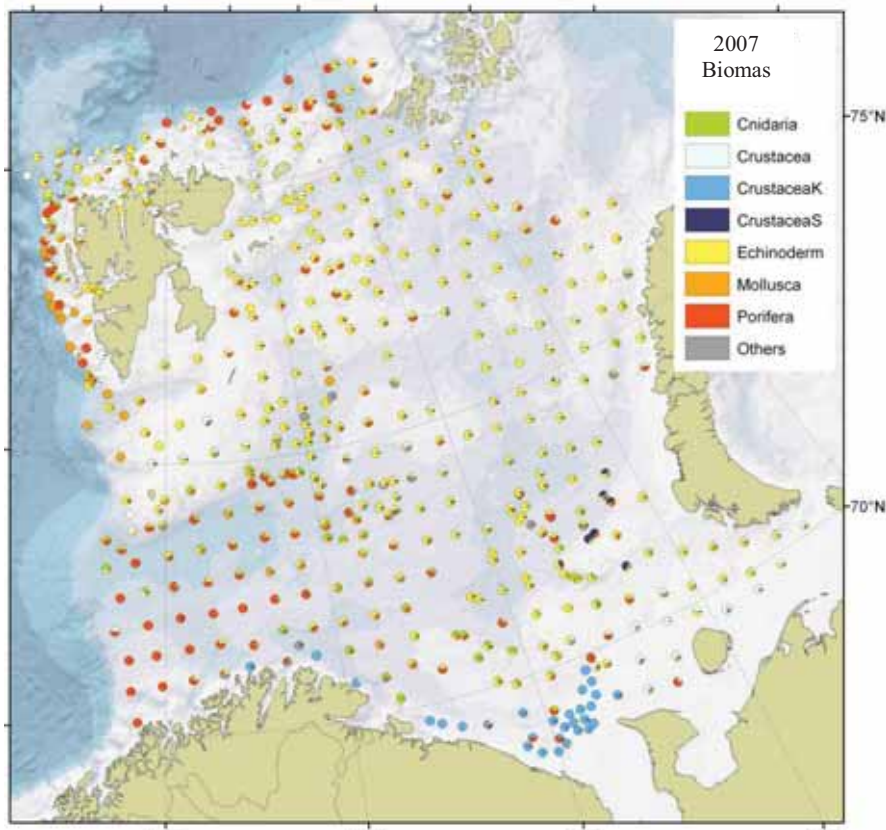 2007
Biomas
Cnidaria
Crustacea
CrustaceaK
CrustaceaS
Echinoderm
Mollusca
Porifera
Others
75°N
70°N